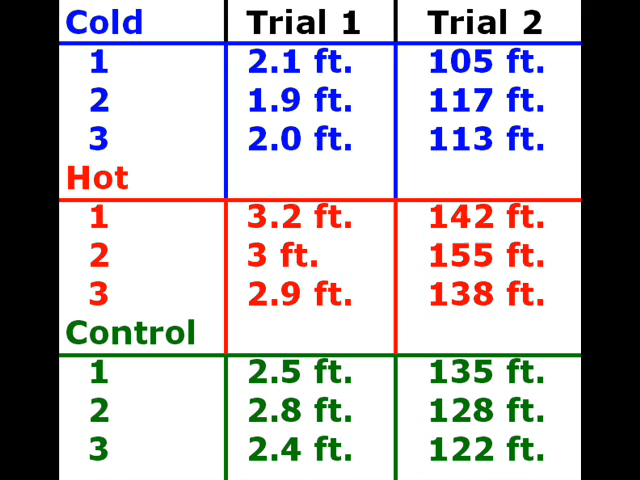 Cold Trial 1 Trial 2
1 2.1 ft. 105 ft.
2 1.9 ft. 117 ft.
3 2.0 ft. 113 ft.
Hot
1 3.2 ft. 142 ft.
2 3 ft. 155 ft.
3 2.9 ft. 138 ft.
Control
1 2.5 ft. 135 ft.
2 2.8 ft. 128 ft.
3 2.4 ft. 122 ft.